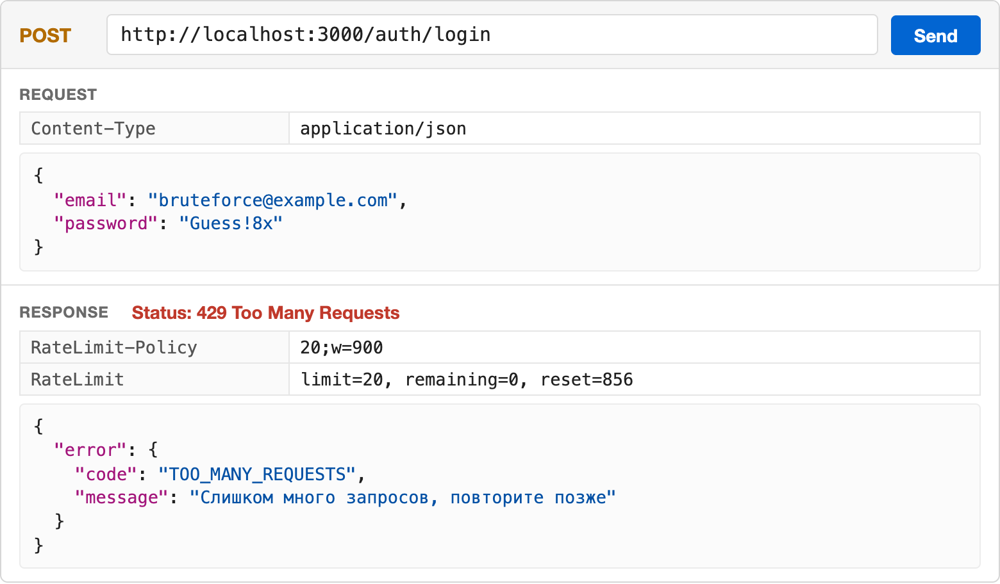 POST http://localhost:3000/auth/login Send
REQUEST
Content-Type application/json
{
  "email": "bruteforce@example.com",
  "password": "Guess!8x"
}
RESPONSE Status: 429 Too Many Requests
RateLimit-Policy 20;w=900
RateLimit limit=20, remaining=0, reset=856
{
  "error": {
    "code": "TOO_MANY_REQUESTS",
    "message": "Слишком много запросов, повторите позже"
  }
}